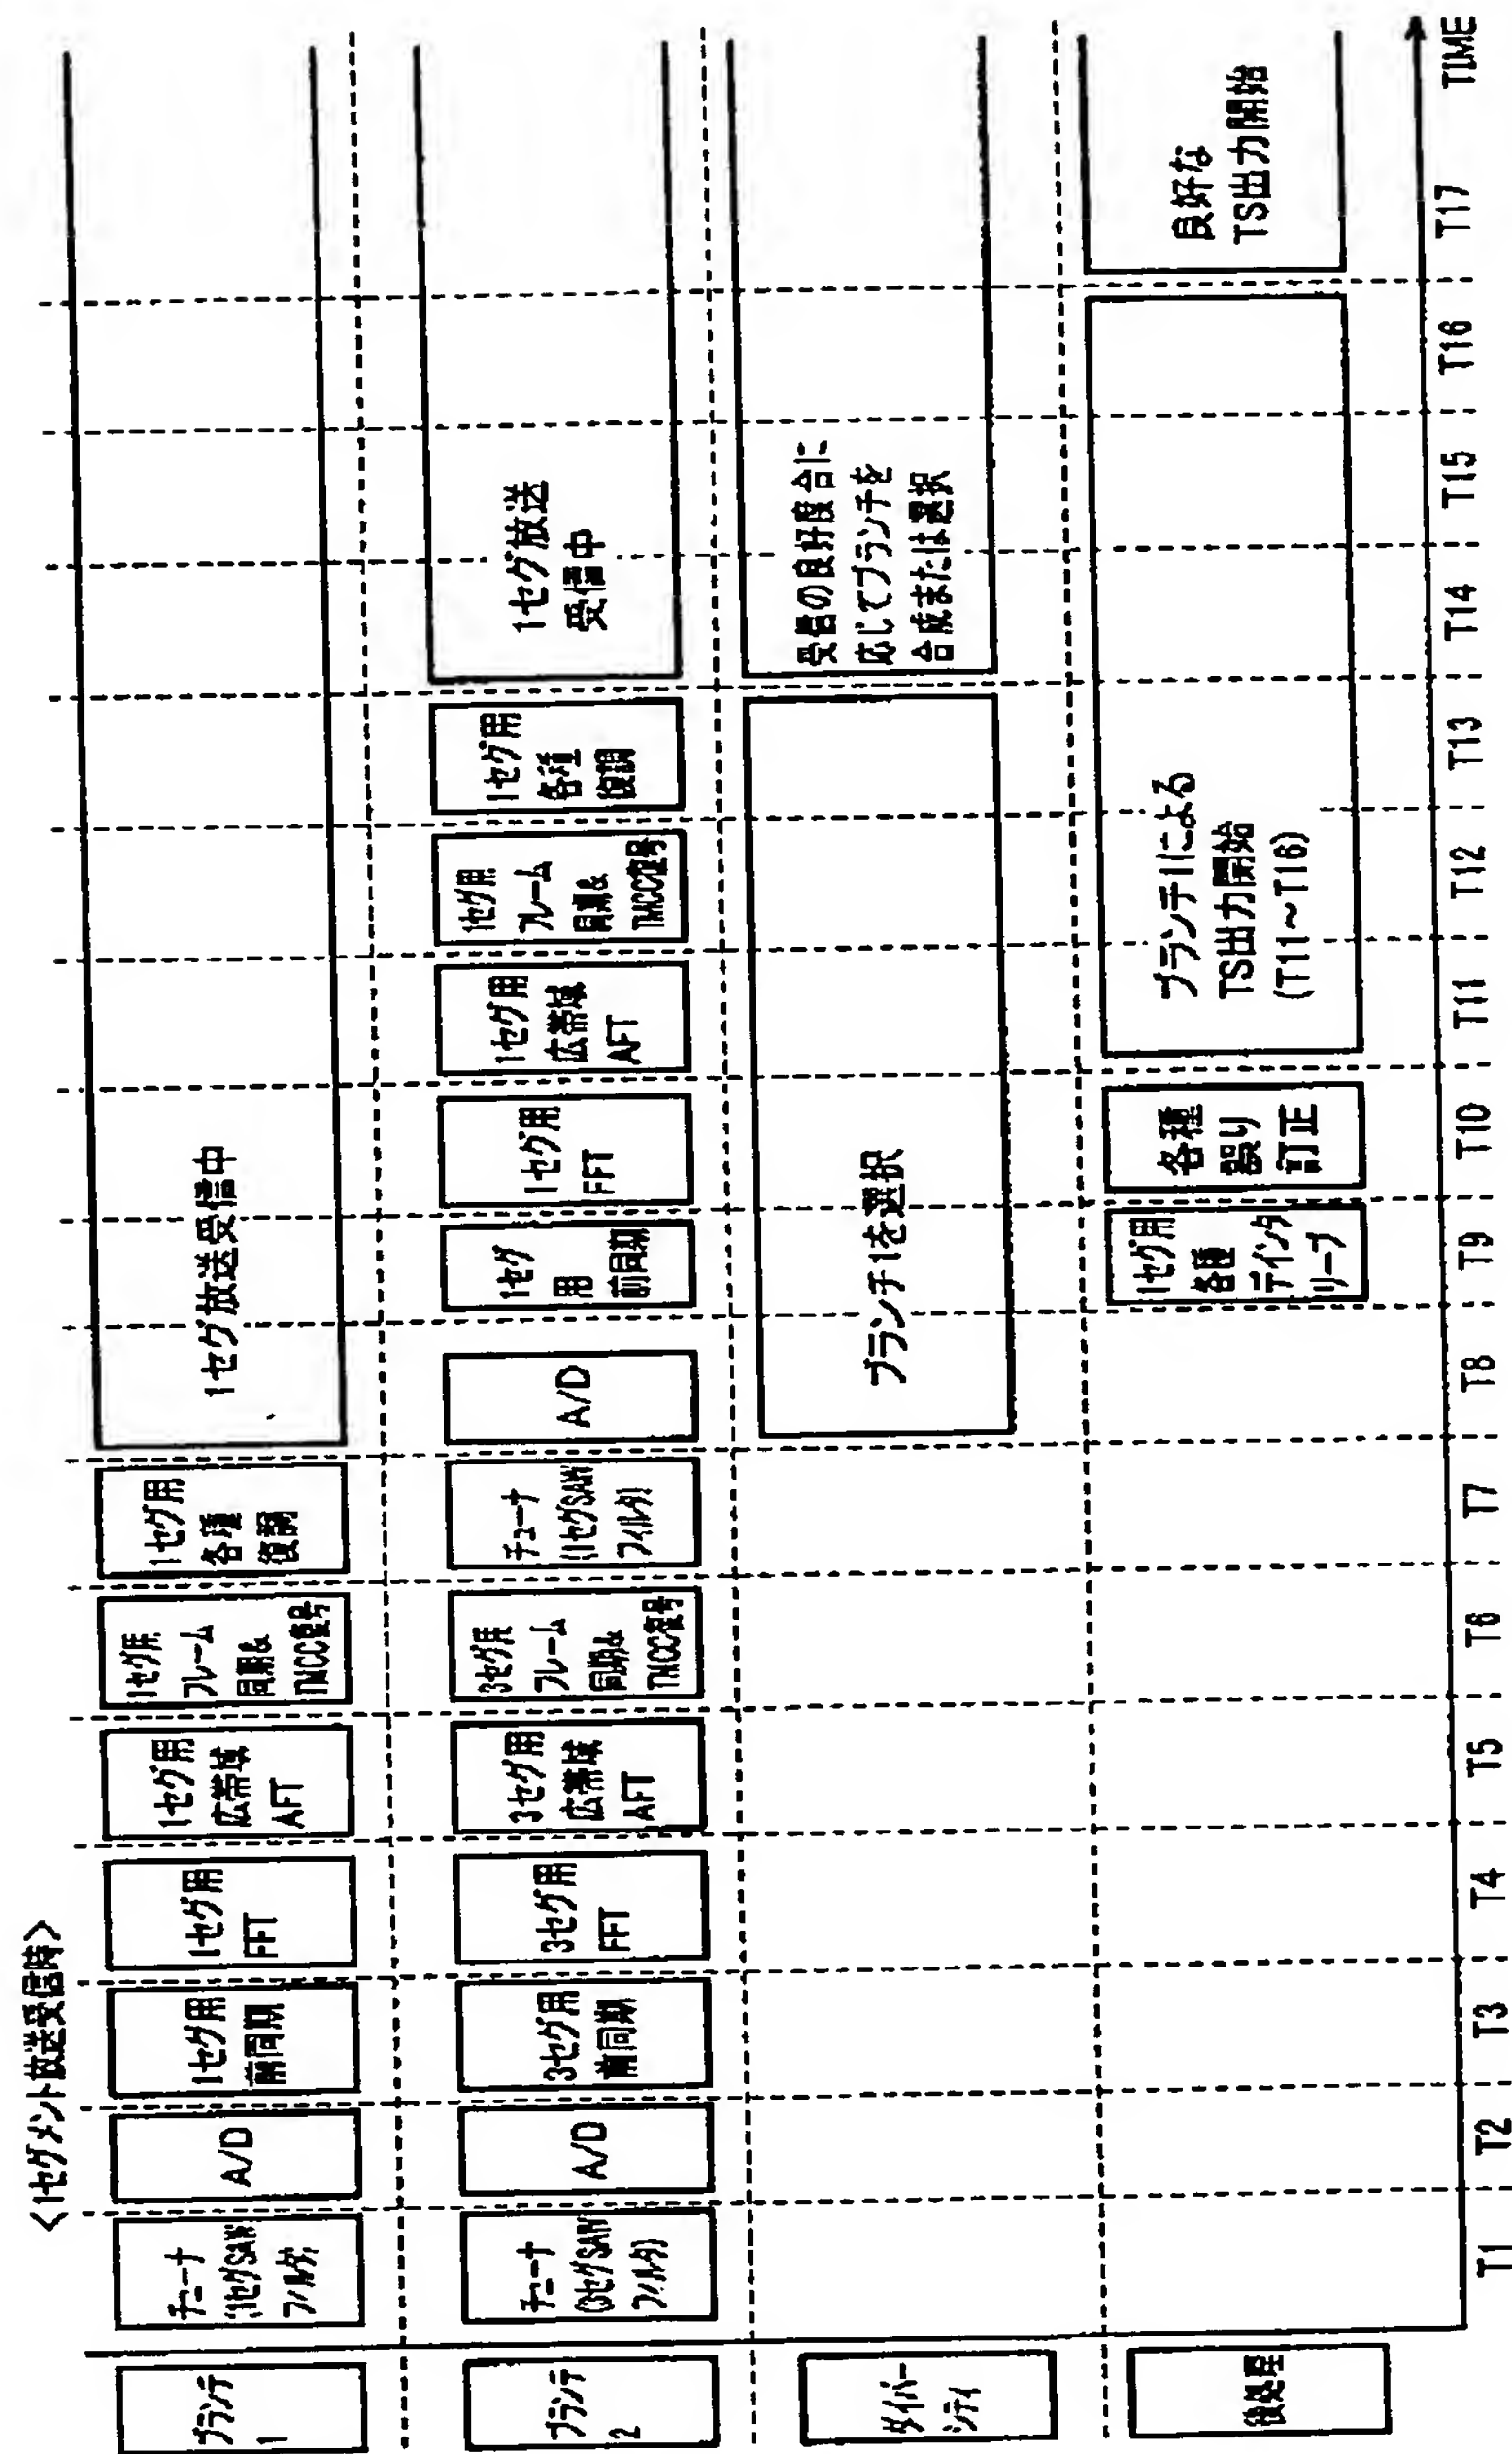 <1セグメント放送受信時>
ブランチ
1
チューナ
(1セグSAW
フィルタ)
A/D
1セグ用
前同期
1セグ用
FFT
1セグ用
広帯域
AFT
1セグ用
フレーム
同期&
TMCC復号
1セグ用
各種
復調
1セグ放送受信中
ブランチ
2
チューナ
(3セグSAW
フィルタ)
A/D
3セグ用
前同期
3セグ用
FFT
3セグ用
広帯域
AFT
3セグ用
フレーム
同期&
TMCC復号
チューナ
(1セグSAW
フィルタ)
A/D
1セグ
用
前同期
1セグ用
FFT
1セグ用
広帯域
AFT
1セグ用
フレーム
同期&
TMCC復号
1セグ用
各種
復調
1セグ放送
受信中
ダイバー
シティ
ブランチ1を選択
受信の良好度合に
応じてブランチを
合成または選択
後処理
1セグ用
各種
デインタ
リーブ
各種
誤り
訂正
ブランチ1による
TS出力開始
(T11~T16)
良好な
TS出力開始
T1 T2 T3 T4 T5 T6 T7 T8 T9 T10 T11 T12 T13 T14 T15 T16 T17 TIME